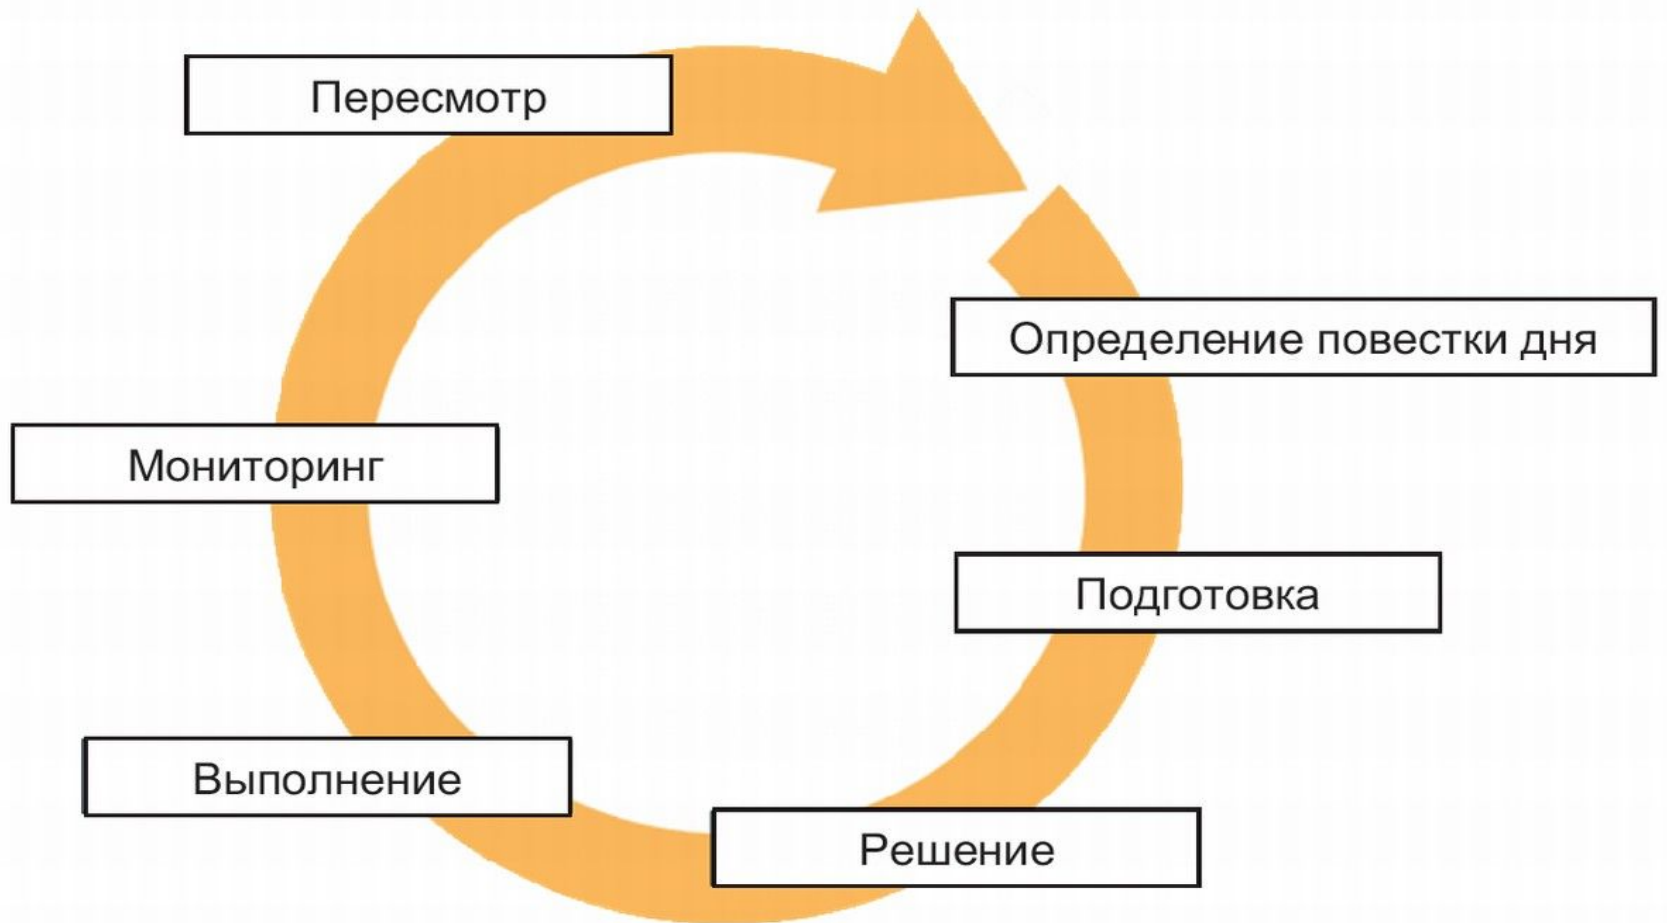 Пересмотр
Определение повестки дня
Мониторинг
Подготовка
Выполнение
Решение